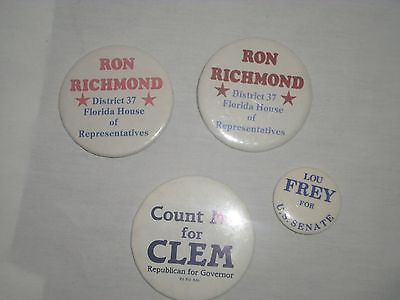 RON
RICHMOND
District 37
Florida House
of
Representatives
RON
RICHMOND
District 37
Florida House
of
Representatives
Count
for
CLEM
Republican for Governor
LOU
FREY
FOR
U.S. SENATE